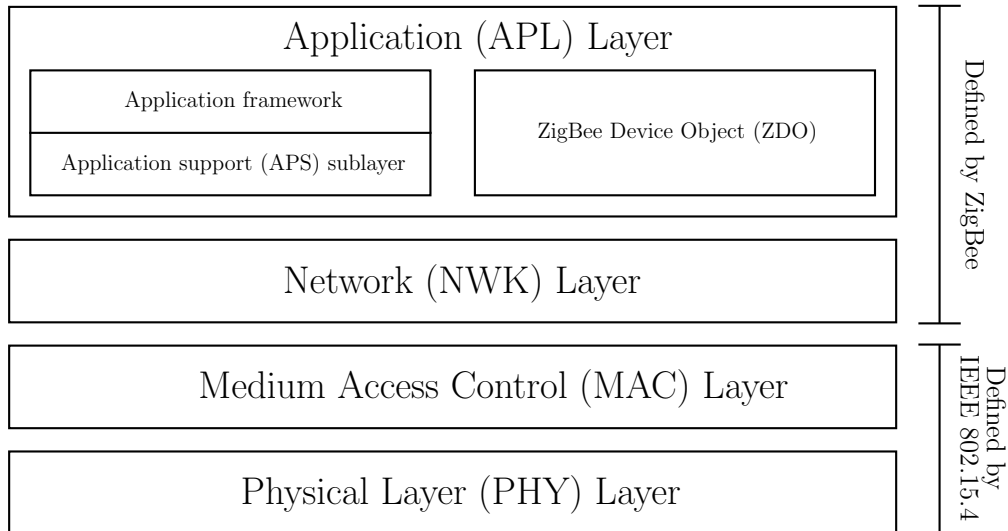 Application (APL) Layer
Application framework
Application support (APS) sublayer
ZigBee Device Object (ZDO)
Network (NWK) Layer
Medium Access Control (MAC) Layer
Physical Layer (PHY) Layer
Defined by ZigBee
Defined by
IEEE 802.15.4